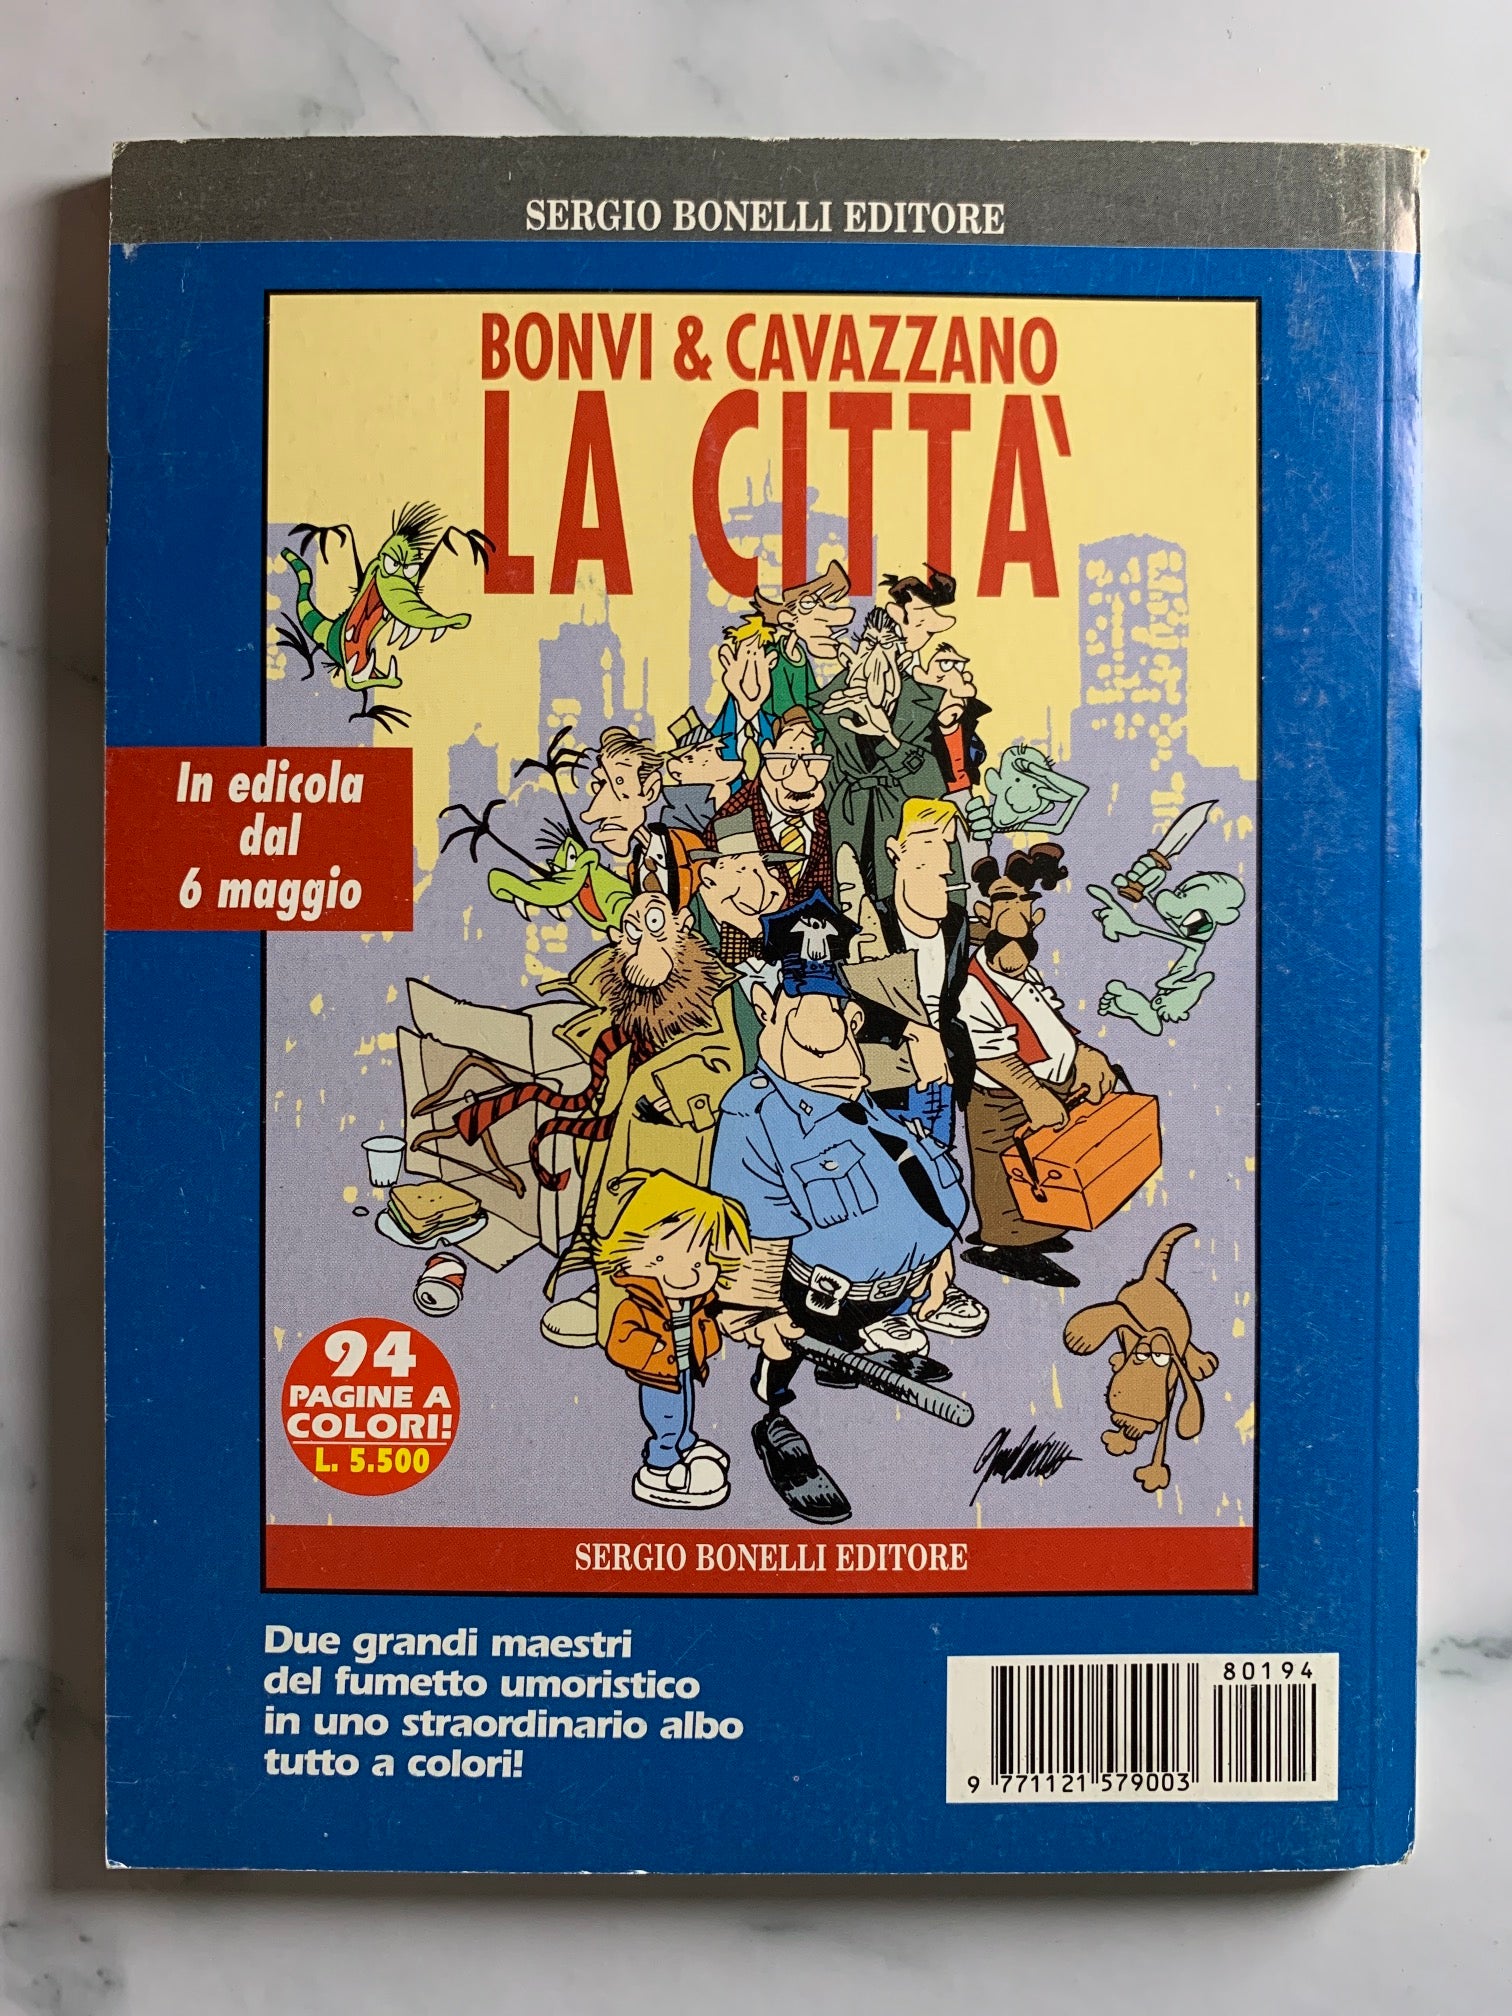 SERGIO BONELLI EDITORE
BONVI & CAVAZZANO
LA CITTA'
In edicola
dal
6 maggio
94
PAGINE A
COLORI!
L. 5.500
SERGIO BONELLI EDITORE
Due grandi maestri
del fumetto umoristico
in uno straordinario albo
tutto a colori!
80194
9 771121 579003